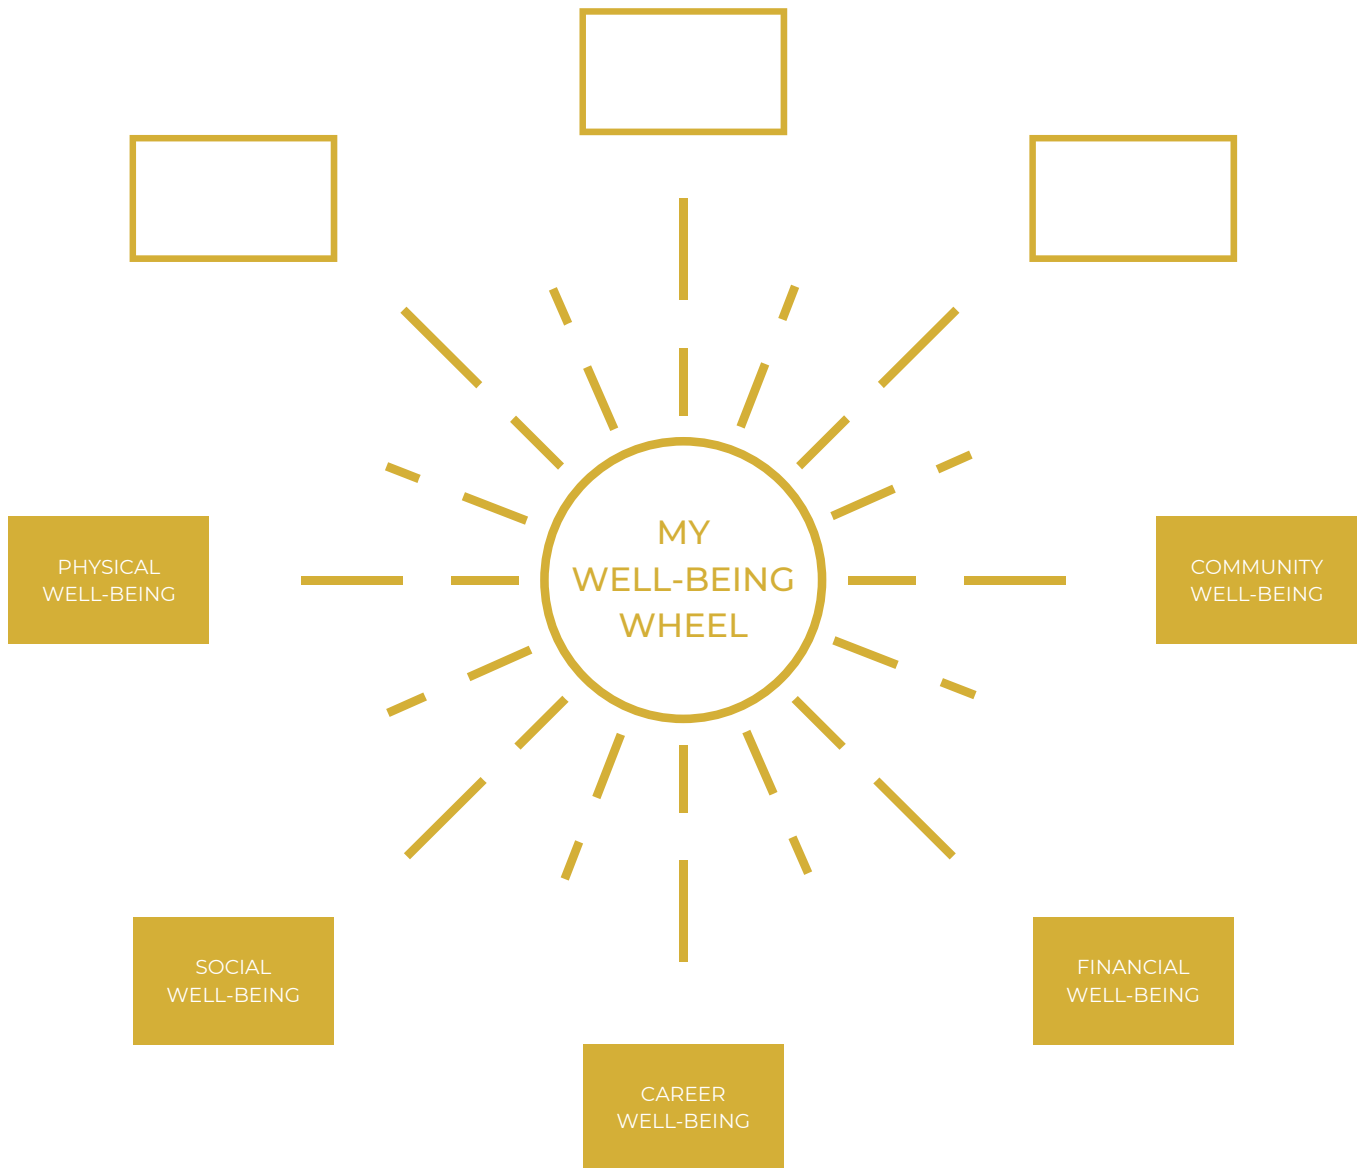 MY
WELL-BEING
WHEEL
PHYSICAL
WELL-BEING
COMMUNITY
WELL-BEING
SOCIAL
WELL-BEING
FINANCIAL
WELL-BEING
CAREER
WELL-BEING